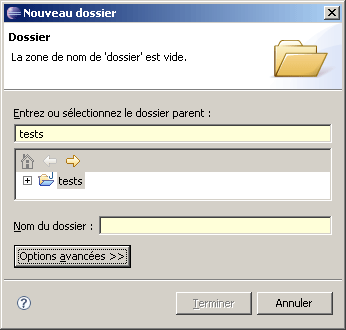 Nouveau dossier
Dossier
La zone de nom de 'dossier' est vide.
Entrez ou sélectionnez le dossier parent :
tests
tests
Nom du dossier :
Options avancées >>
Terminer
Annuler